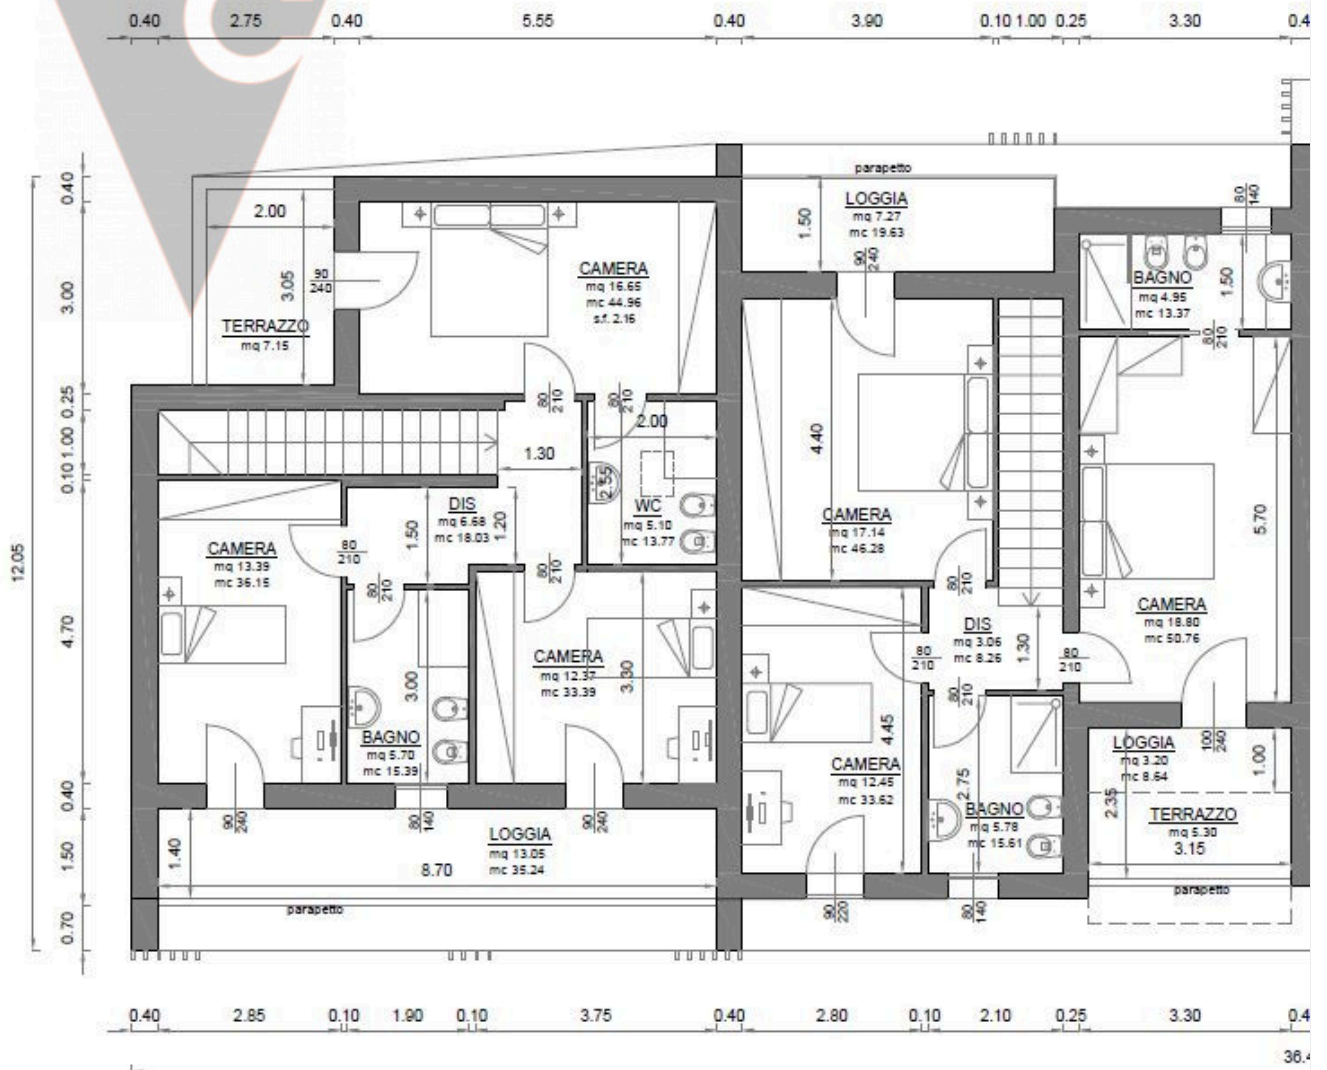 0.40 2.75 0.40 5.55 0.40 3.90 0.10 1.00 0.25 3.30 0.4
parapetto
LOGGIA
mq 7.27
mc 19.63
1.50
90
240
80
140
0.40
3.00
0.25
1.00
0.10
4.70
0.40
1.50
0.70
12.05
2.00
3.05
90
240
TERRAZZO
mq 7.15
CAMERA
mq 16.65
mc 44.96
s.f. 2.16
80
210
80
210
2.00
1.30
2.55
WC
mq 5.10
mc 13.77
BAGNO
mq 4.95
mc 13.37
1.50
80
210
4.40
CAMERA
mq 17.14
mc 46.28
5.70
CAMERA
mq 18.80
mc 50.76
DIS
mq 6.68
mc 18.03
1.50
1.20
CAMERA
mq 13.39
mc 36.15
80
210
80
210
80
210
80
210
DIS
mq 3.06
mc 8.26
1.30
80
210
80
210
80
210
CAMERA
mq 12.37
mc 33.39
3.30
3.00
BAGNO
mq 5.70
mc 15.39
4.45
CAMERA
mq 12.45
mc 33.62
2.75
BAGNO
mq 5.78
mc 15.61
100
240
LOGGIA
mq 3.20
mc 8.64
1.00
2.35
TERRAZZO
mq 5.30
3.15
parapetto
90
240
80
140
90
240
LOGGIA
mq 13.05
mc 35.24
1.40
8.70
parapetto
90
220
80
140
0.40 2.85 0.10 1.90 0.10 3.75 0.40 2.80 0.10 2.10 0.25 3.30 0.4
36.4